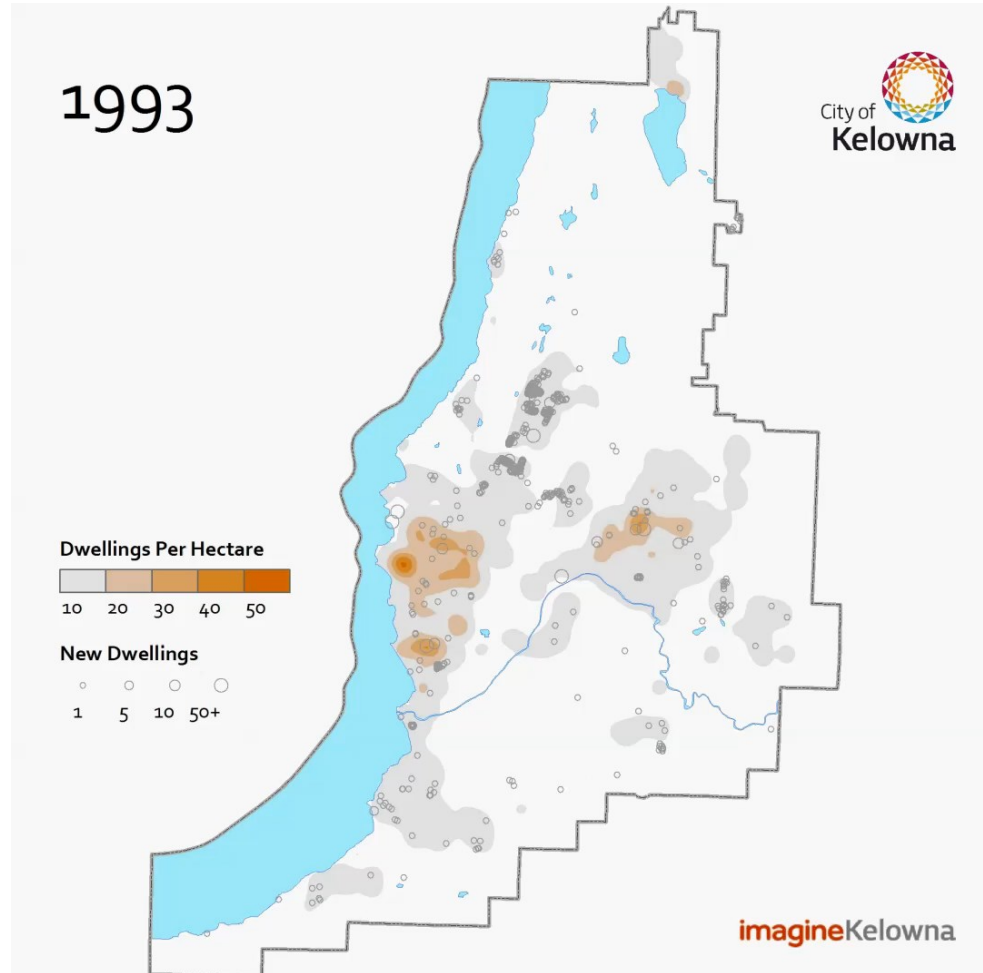 1993
City of
Kelowna
Dwellings Per Hectare
10 20 30 40 50
New Dwellings
1 5 10 50+
imagineKelowna